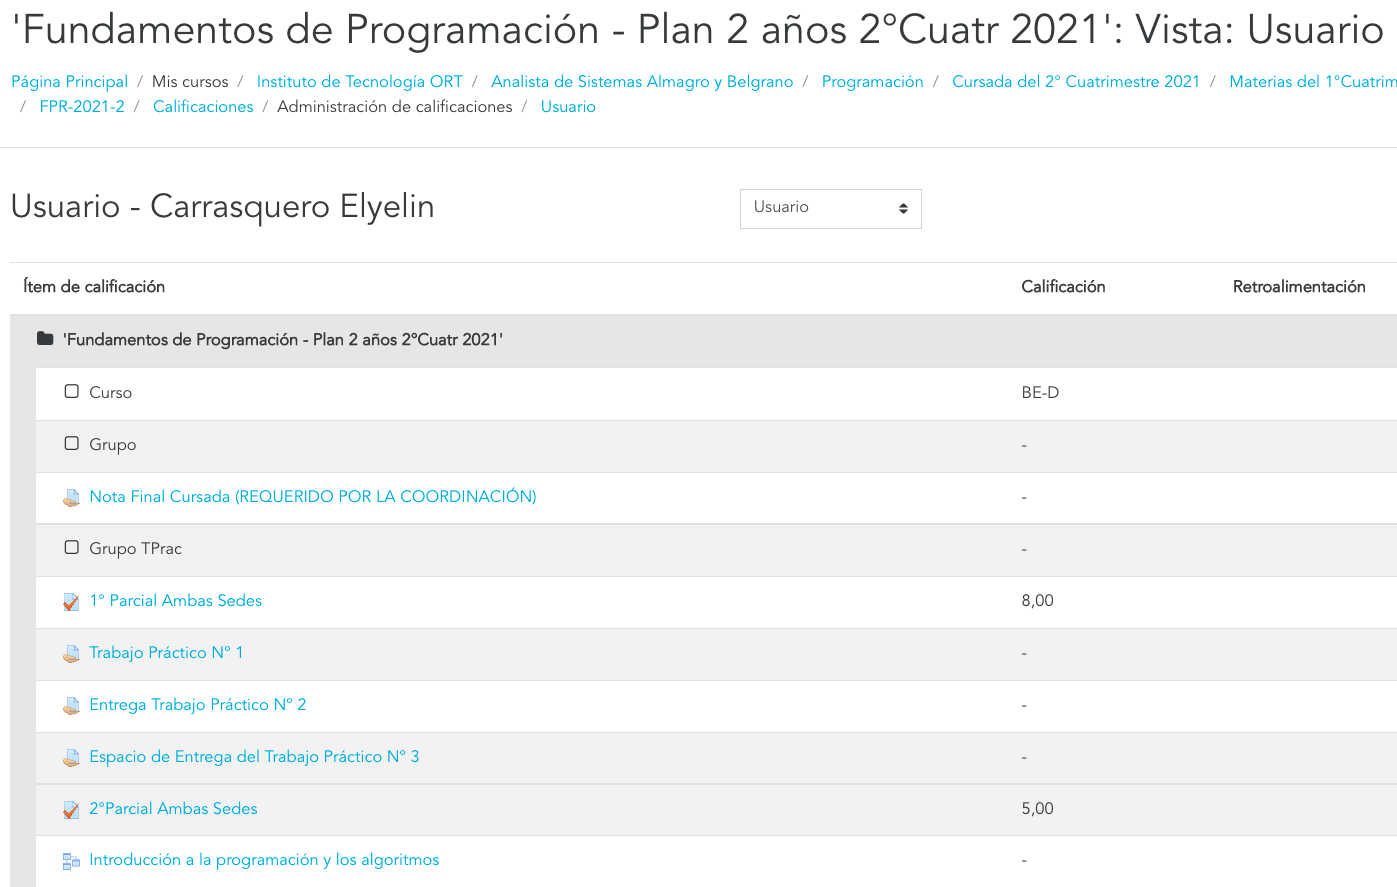 'Fundamentos de Programación - Plan 2 años 2°Cuatr 2021': Vista: Usuario
Página Principal / Mis cursos / Instituto de Tecnología ORT / Analista de Sistemas Almagro y Belgrano / Programación / Cursada del 2° Cuatrimestre 2021 / Materias del 1°Cuatrim
/ FPR-2021-2 / Calificaciones / Administración de calificaciones / Usuario
Usuario - Carrasquero Elyelin
Usuario
Ítem de calificación Calificación Retroalimentación
'Fundamentos de Programación - Plan 2 años 2°Cuatr 2021'
Curso BE-D
Grupo -
Nota Final Cursada (REQUERIDO POR LA COORDINACIÓN) -
Grupo TPrac -
1° Parcial Ambas Sedes 8,00
Trabajo Práctico N° 1 -
Entrega Trabajo Práctico N° 2 -
Espacio de Entrega del Trabajo Práctico N° 3 -
2°Parcial Ambas Sedes 5,00
Introducción a la programación y los algoritmos -